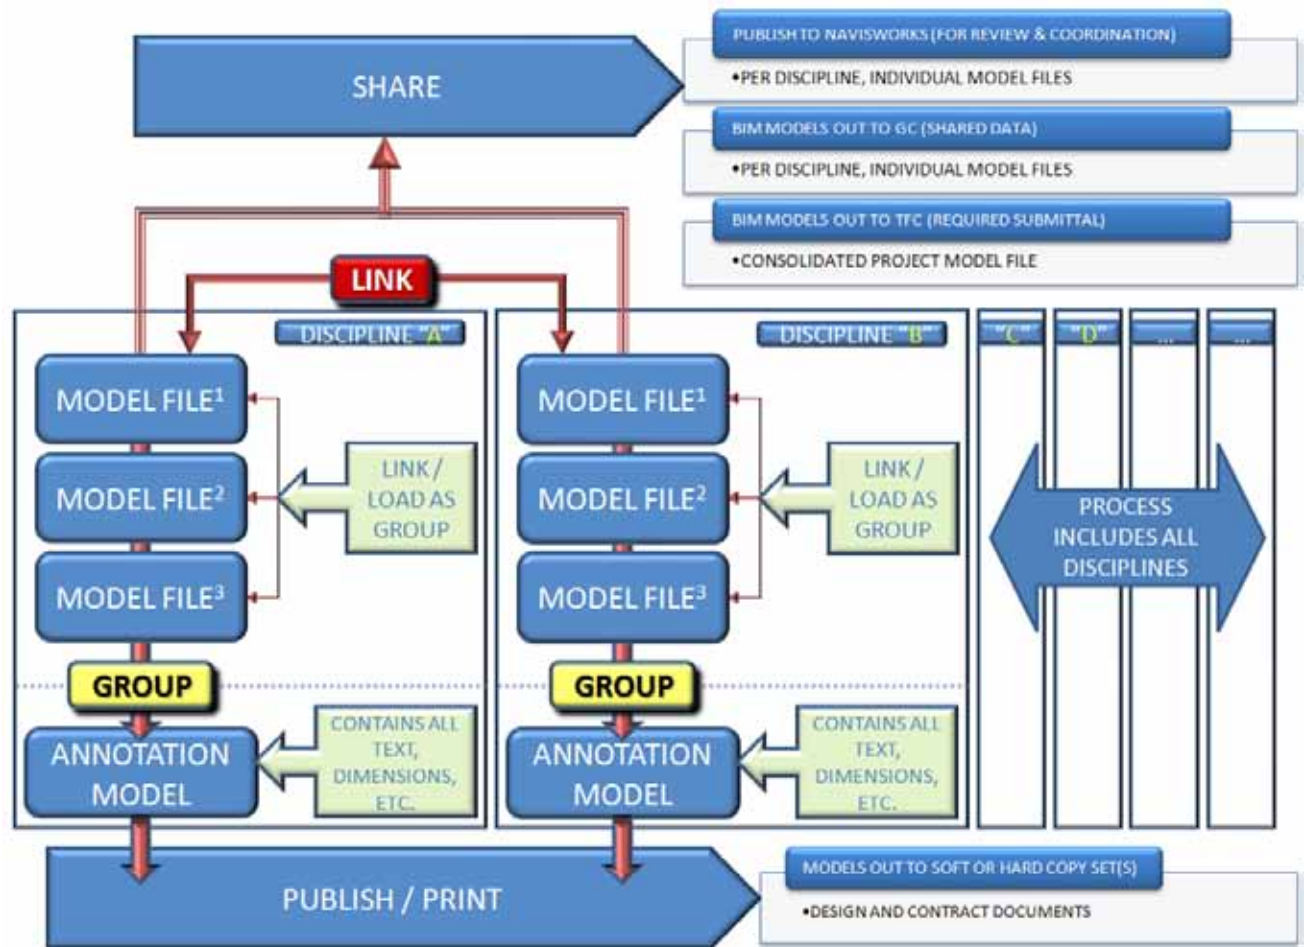 SHARE
PUBLISH TO NAVISWORKS (FOR REVIEW & COORDINATION)
•PER DISCIPLINE, INDIVIDUAL MODEL FILES
BIM MODELS OUT TO GC (SHARED DATA)
•PER DISCIPLINE, INDIVIDUAL MODEL FILES
BIM MODELS OUT TO TFC (REQUIRED SUBMITTAL)
•CONSOLIDATED PROJECT MODEL FILE
LINK
DISCIPLINE "A"
MODEL FILE¹
MODEL FILE²
MODEL FILE³
LINK /
LOAD AS
GROUP
GROUP
ANNOTATION
MODEL
CONTAINS ALL
TEXT,
DIMENSIONS,
ETC.
DISCIPLINE "B"
MODEL FILE¹
MODEL FILE²
MODEL FILE³
LINK /
LOAD AS
GROUP
GROUP
ANNOTATION
MODEL
CONTAINS ALL
TEXT,
DIMENSIONS,
ETC.
"C"
"D"
...
...
PROCESS
INCLUDES ALL
DISCIPLINES
PUBLISH / PRINT
MODELS OUT TO SOFT OR HARD COPY SET(S)
•DESIGN AND CONTRACT DOCUMENTS